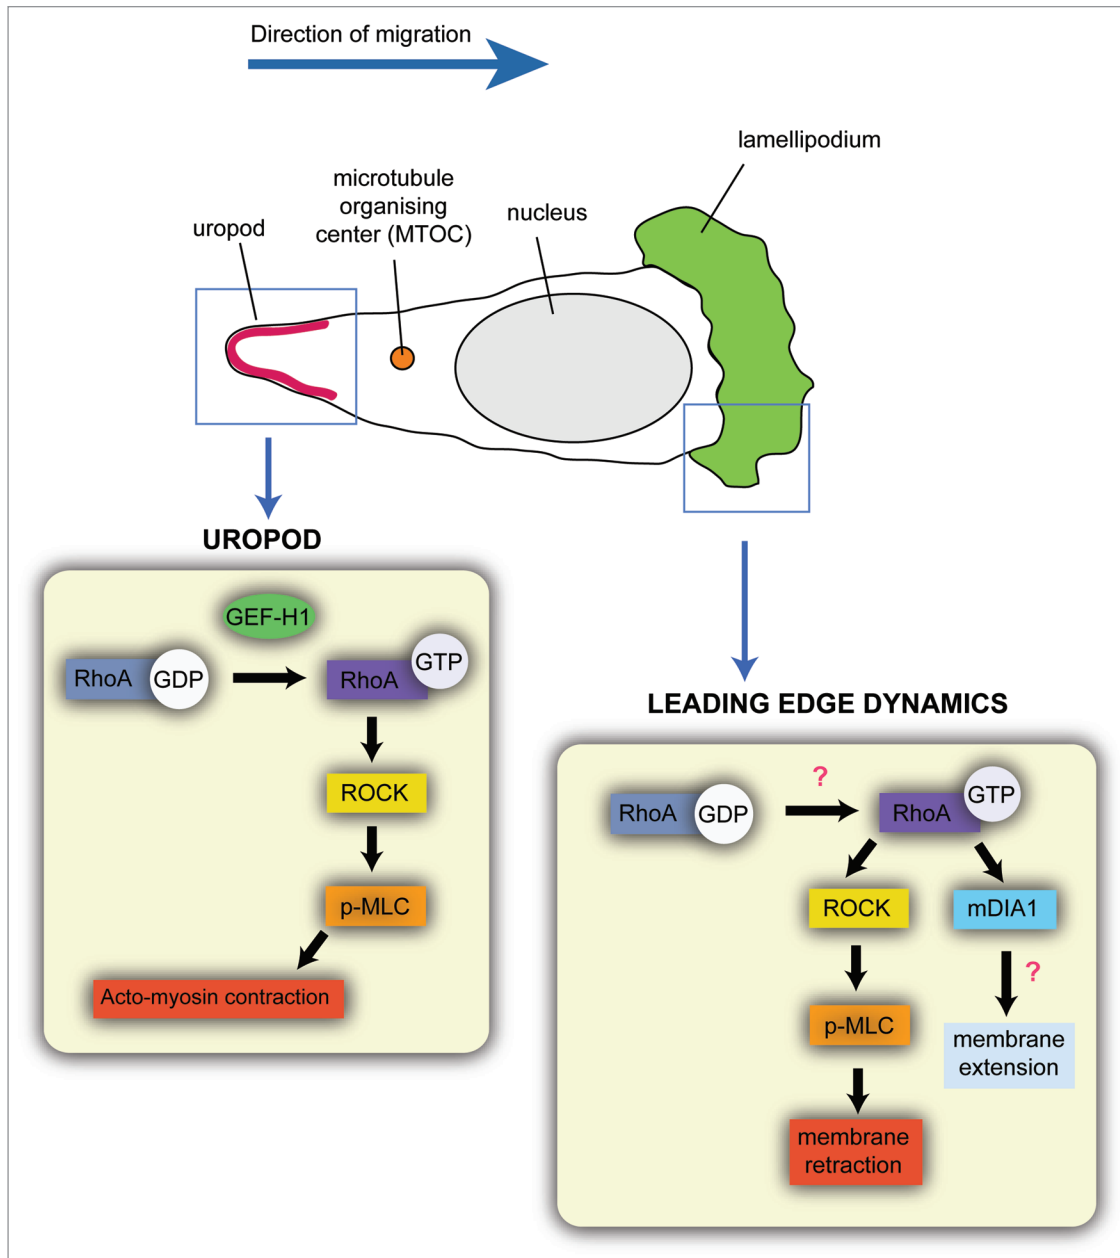 Direction of migration
lamellipodium
microtubule
organising
center (MTOC)
nucleus
uropod
UROPOD
GEF-H1
RhoA
GDP
RhoA
GTP
ROCK
p-MLC
Acto-myosin contraction
LEADING EDGE DYNAMICS
?
RhoA
GDP
RhoA
GTP
ROCK
mDIA1
?
p-MLC
membrane
extension
membrane
retraction